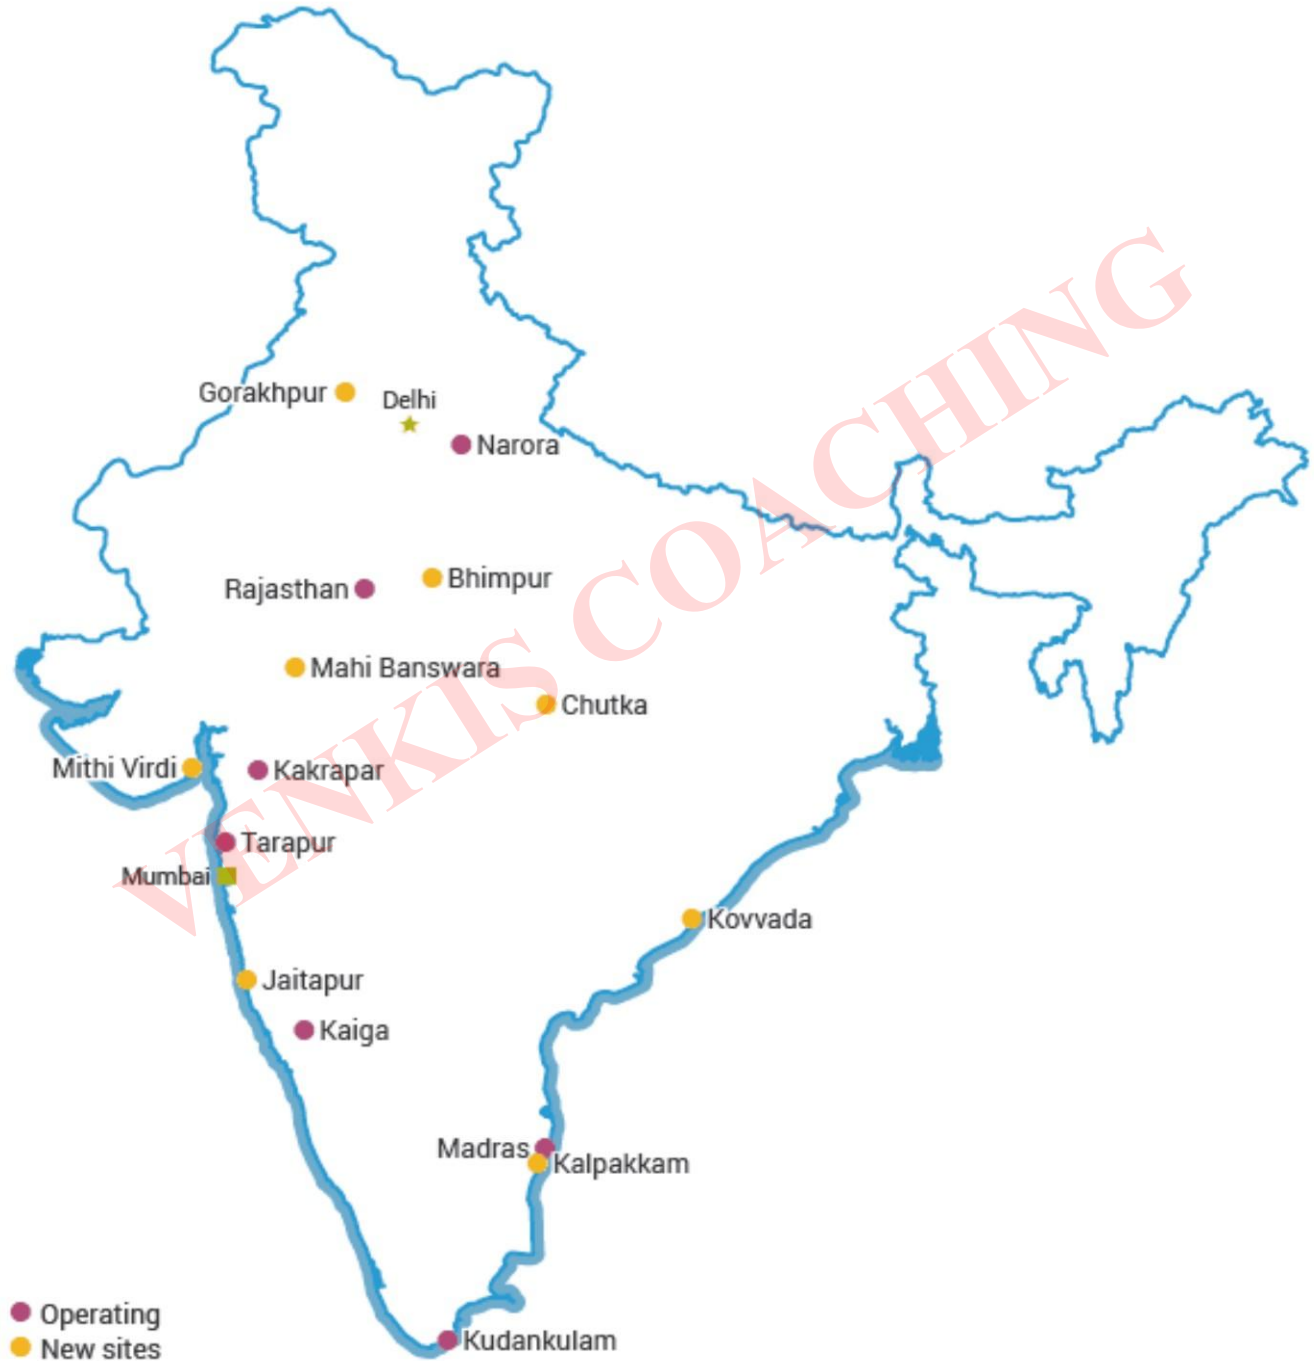 Gorakhpur
Delhi
Narora
Rajasthan
Bhimpur
Mahi Banswara
Chutka
Mithi Virdi
Kakrapar
Tarapur
Mumbai
Kovvada
Jaitapur
Kaiga
Madras
Kalpakkam
Operating
New sites
Kudankulam
VENKIS COACHING